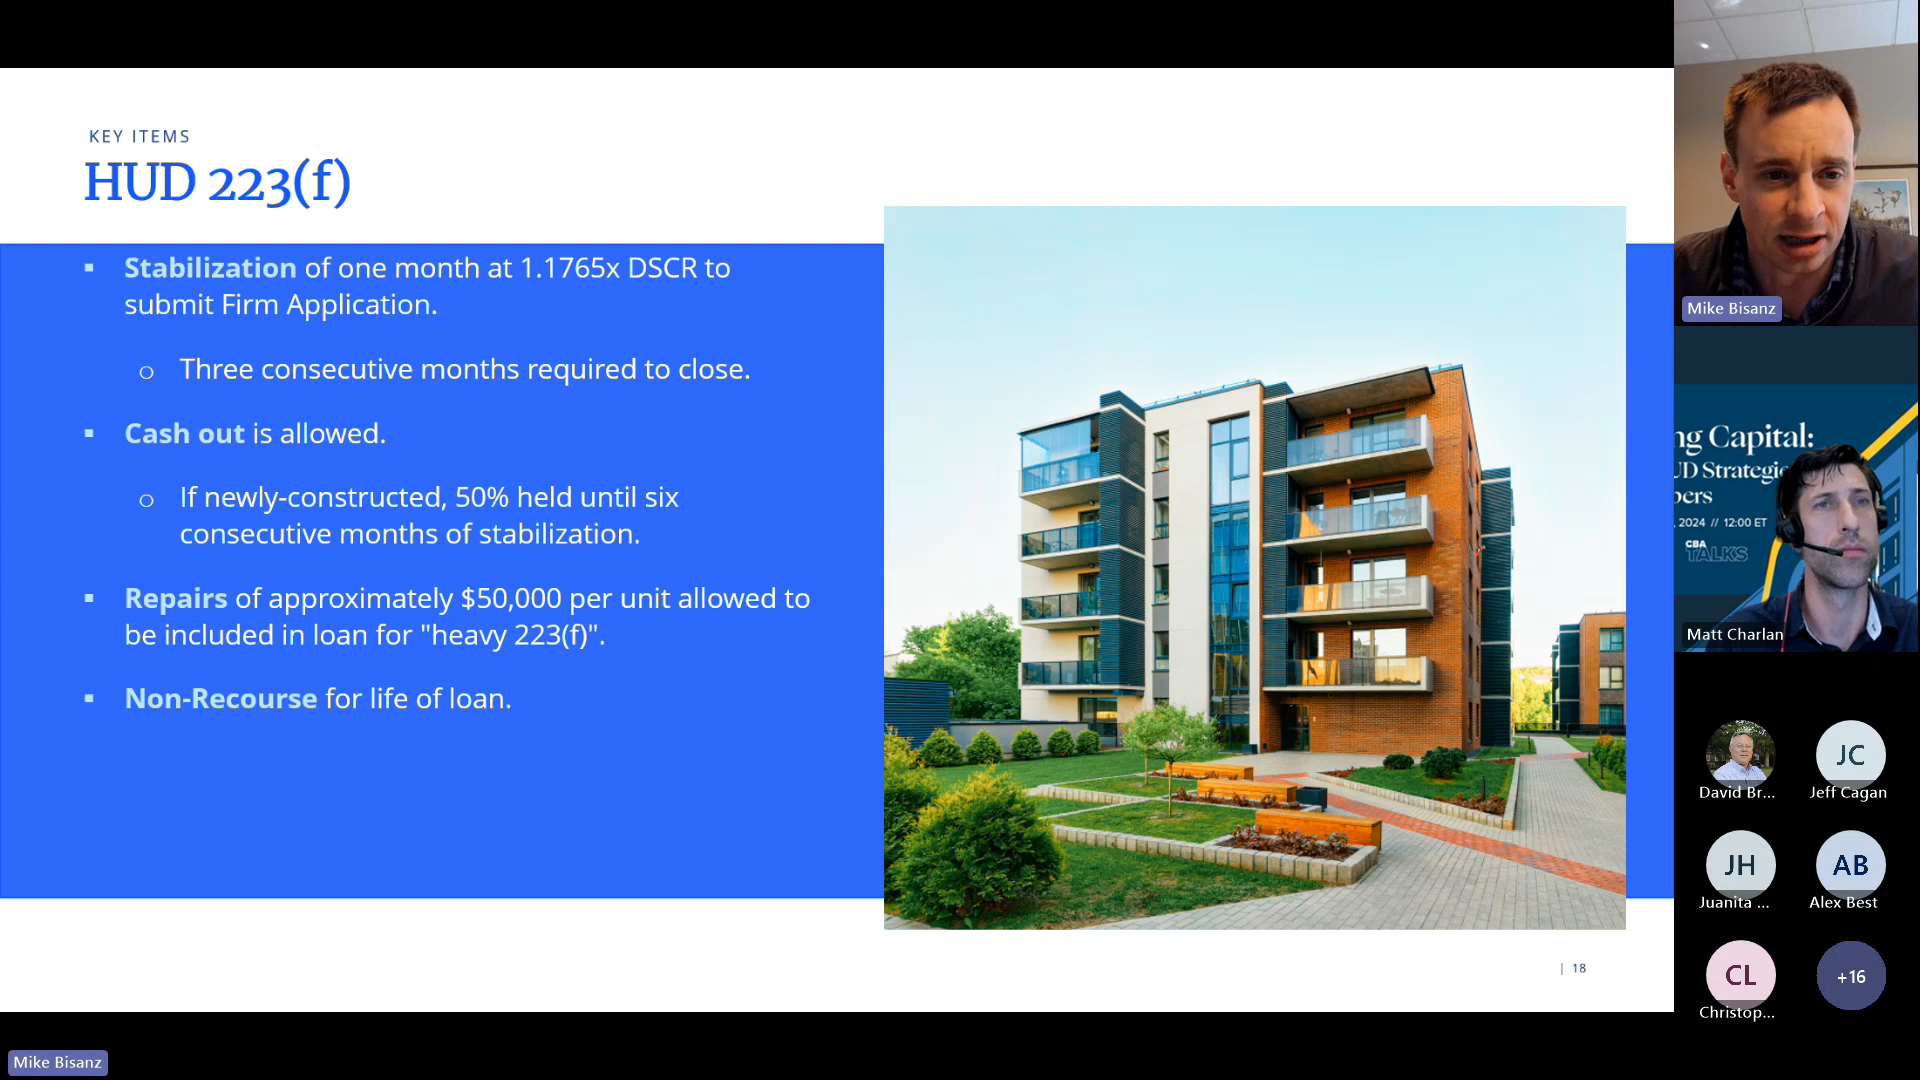 KEY ITEMS
HUD 223(f)
▪ Stabilization of one month at 1.1765x DSCR to
submit Firm Application.
o Three consecutive months required to close.
▪ Cash out is allowed.
o If newly-constructed, 50% held until six
consecutive months of stabilization.
▪ Repairs of approximately $50,000 per unit allowed to
be included in loan for "heavy 223(f)".
▪ Non-Recourse for life of loan.
| 18
Mike Bisanz
Mike Bisanz
ng Capital:
UD Strategie
pers
, 2024 // 12:00 ET
CBA
TALKS
Matt Charlan
David Br...
JC
Jeff Cagan
JH
Juanita ...
AB
Alex Best
CL
Christop...
+16